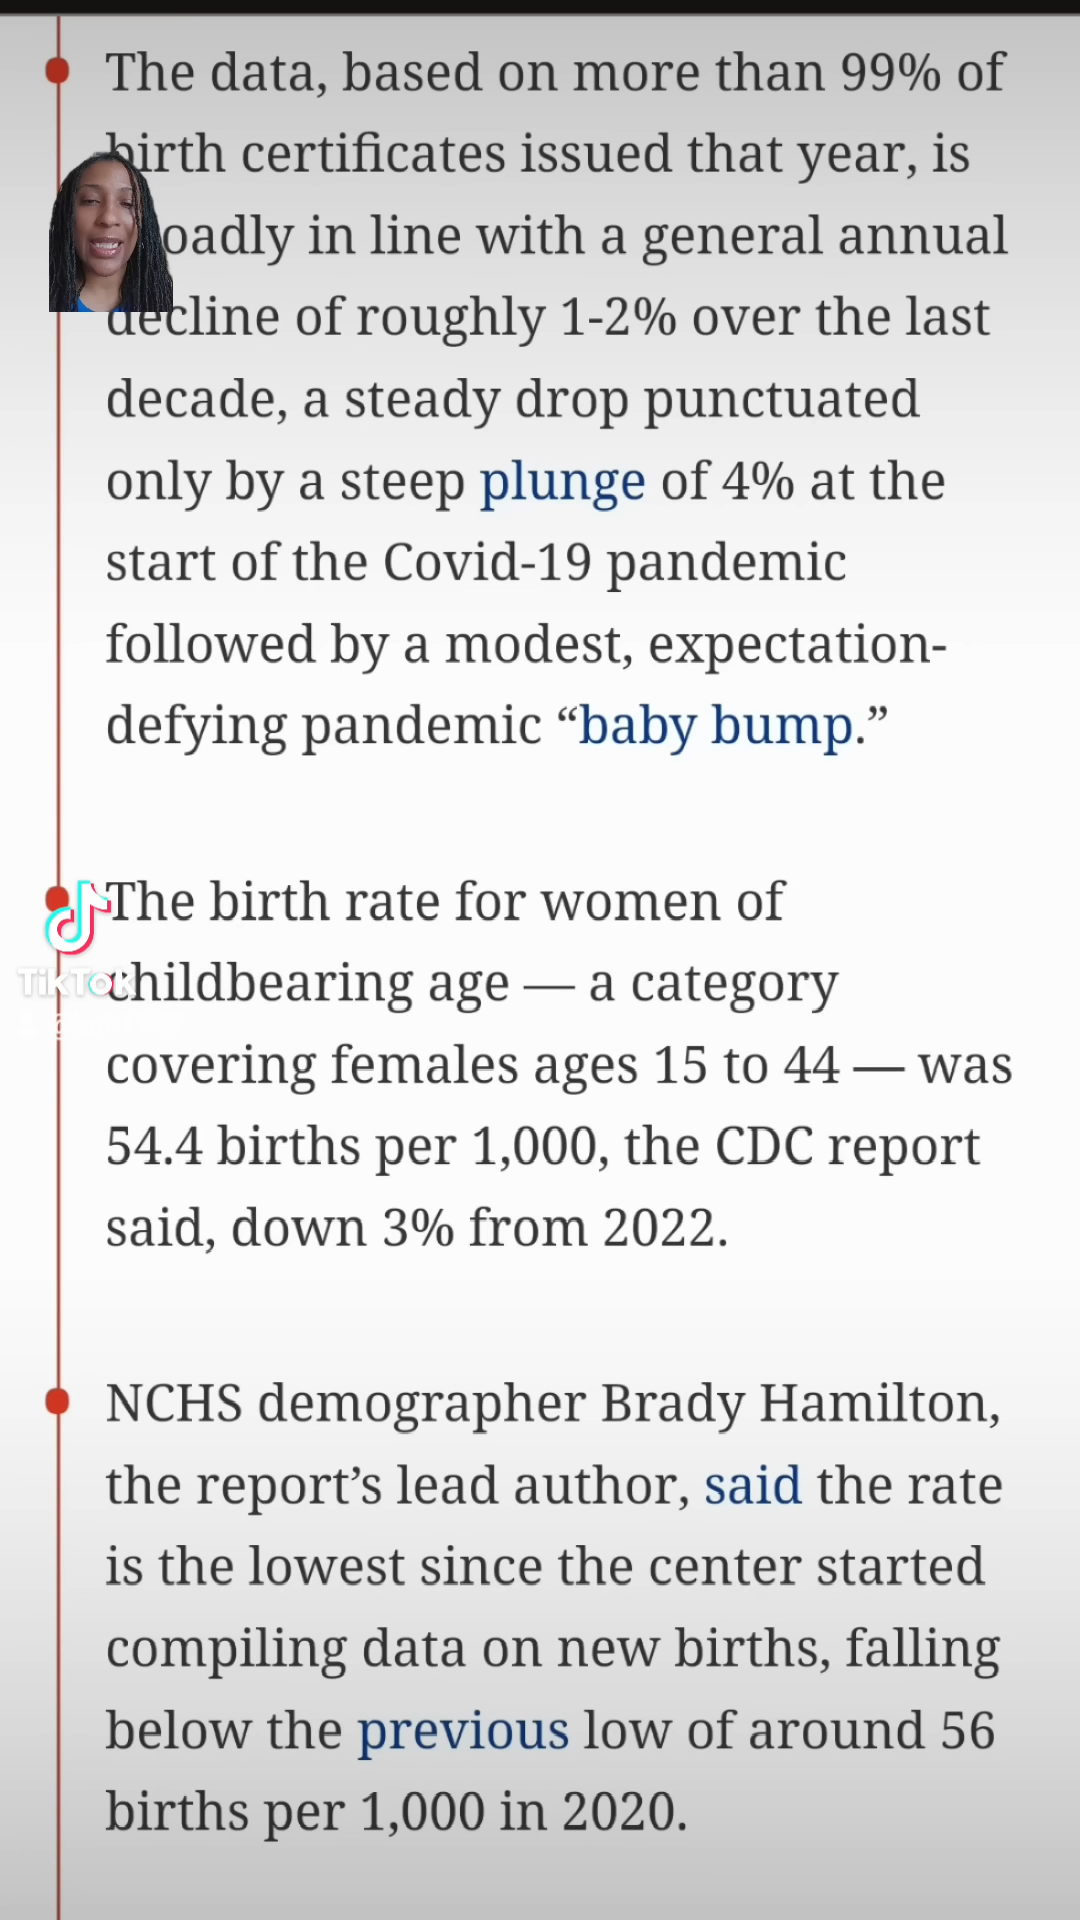 The data, based on more than 99% of
birth certificates issued that year, is
oadly in line with a general annual
decline of roughly 1-2% over the last
decade, a steady drop punctuated
only by a steep plunge of 4% at the
start of the Covid-19 pandemic
followed by a modest, expectation-
defying pandemic “baby bump.”
The birth rate for women of
childbearing age — a category
covering females ages 15 to 44 — was
54.4 births per 1,000, the CDC report
said, down 3% from 2022.
TikTok
NCHS demographer Brady Hamilton,
the report’s lead author, said the rate
is the lowest since the center started
compiling data on new births, falling
below the previous low of around 56
births per 1,000 in 2020.